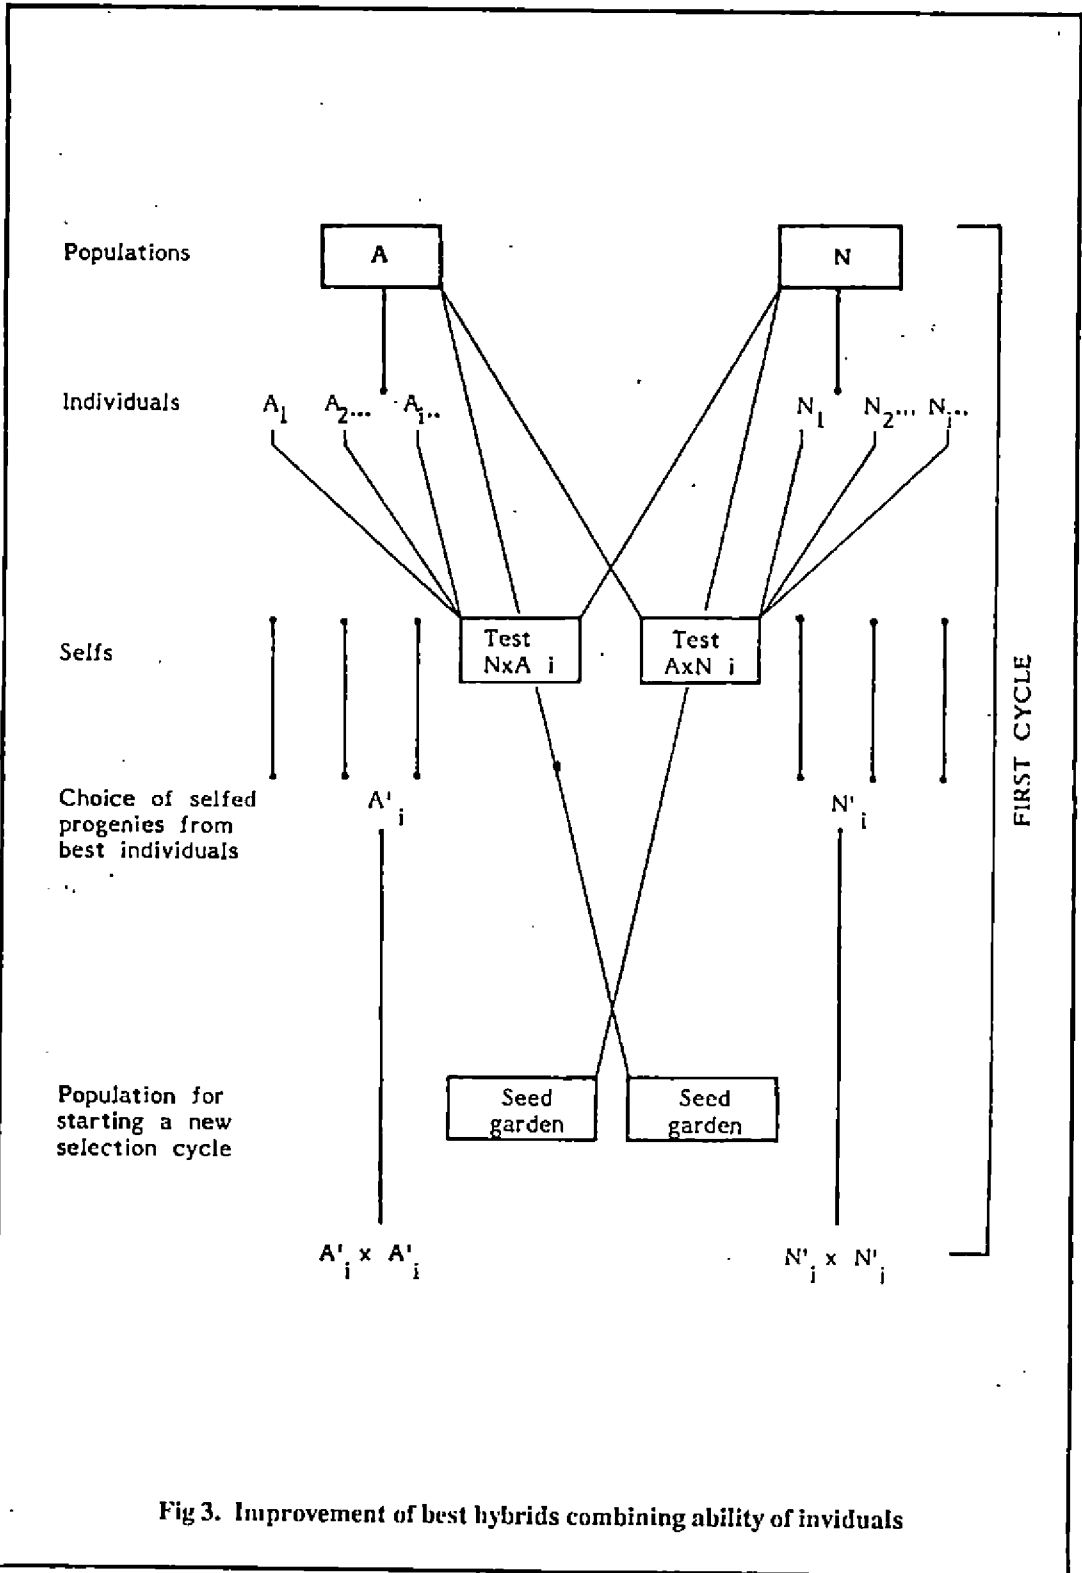 Populations
A
N
Individuals
A1 A2... Ai..
N1 N2... Ni..
Selfs
Test
NxA i
Test
AxN i
Choice of selfed
progenies from
best individuals
A'i
N'i
FIRST CYCLE
Population for
starting a new
selection cycle
Seed
garden
Seed
garden
A'i x A'i
N'j x N'j
Fig 3. Improvement of best hybrids combining ability of inviduals